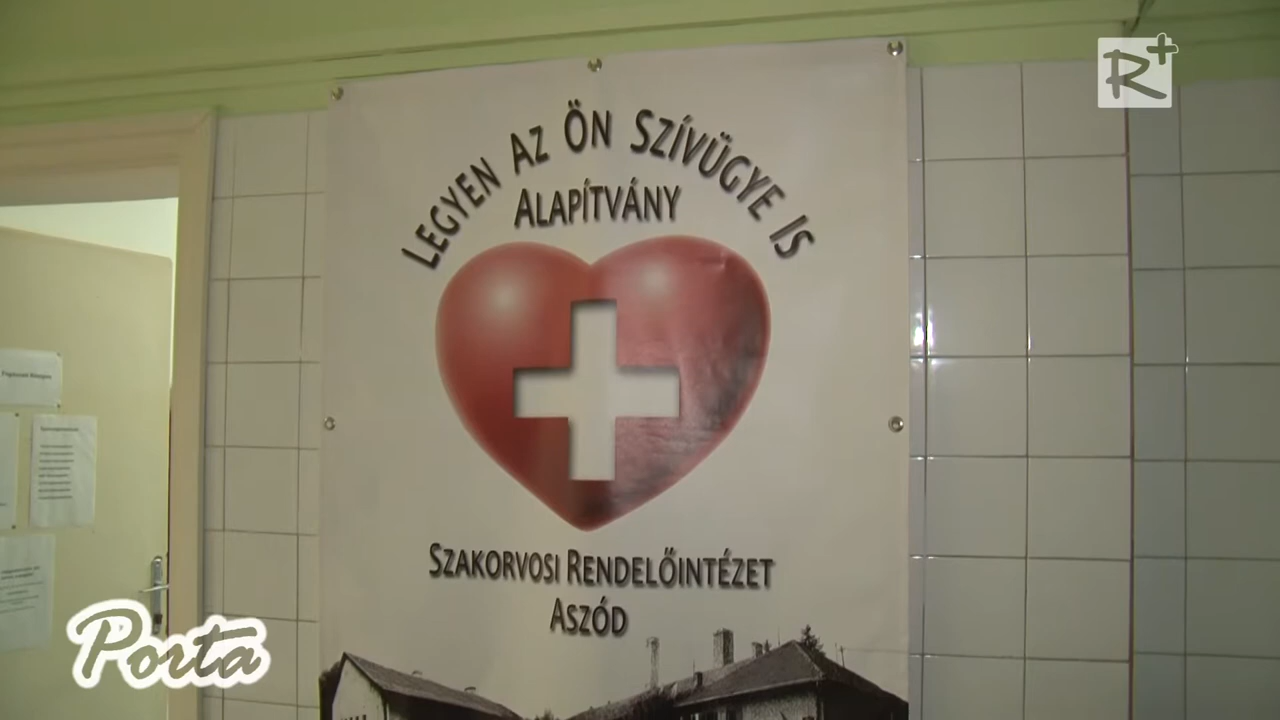 R+
LEGYEN AZ ÖN SZÍVÜGYE IS
ALAPÍTVÁNY
SZAKORVOSI RENDELŐINTÉZET
ASZÓD
Porta